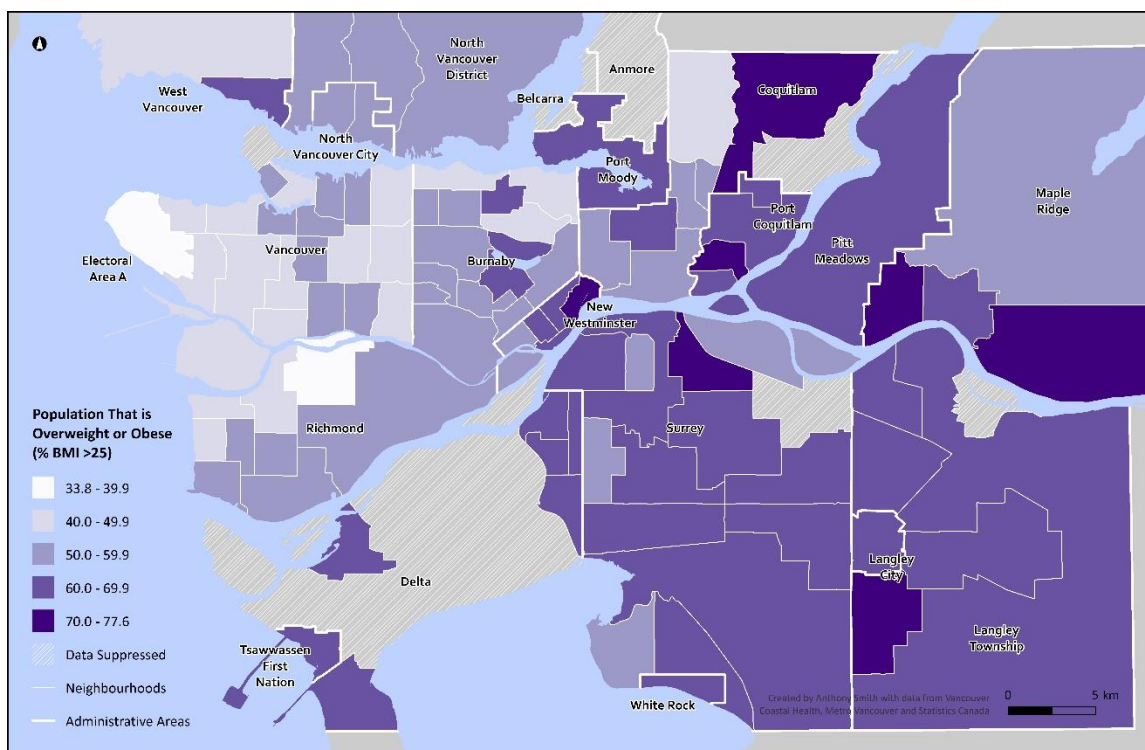 North
Vancouver
District
Anmore
West
Vancouver
Belcarra
Coquitlam
North
Vancouver City
Port
Moody
Maple
Ridge
Port
Coquitlam
Vancouver
Electoral
Area A
Burnaby
Pitt
Meadows
New
Westminster
Population That is
Overweight or Obese
(% BMI >25)
33.8 - 39.9
40.0 - 49.9
50.0 - 59.9
60.0 - 69.9
70.0 - 77.6
Data Suppressed
Neighbourhoods
Administrative Areas
Richmond
Surrey
Delta
Langley
City
Tsawwassen
First
Nation
Langley
Township
White Rock
Created by Anthony Smith with data from Vancouver
Coastal Health, Metro Vancouver and Statistics Canada
0 5 km